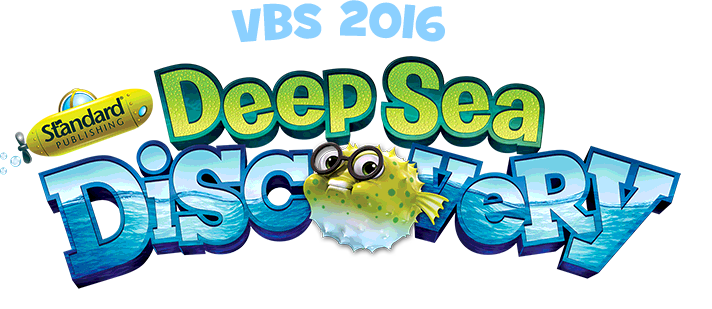 VBS 2016
Standard
PUBLISHING
Deep Sea
DiSCOVeRY